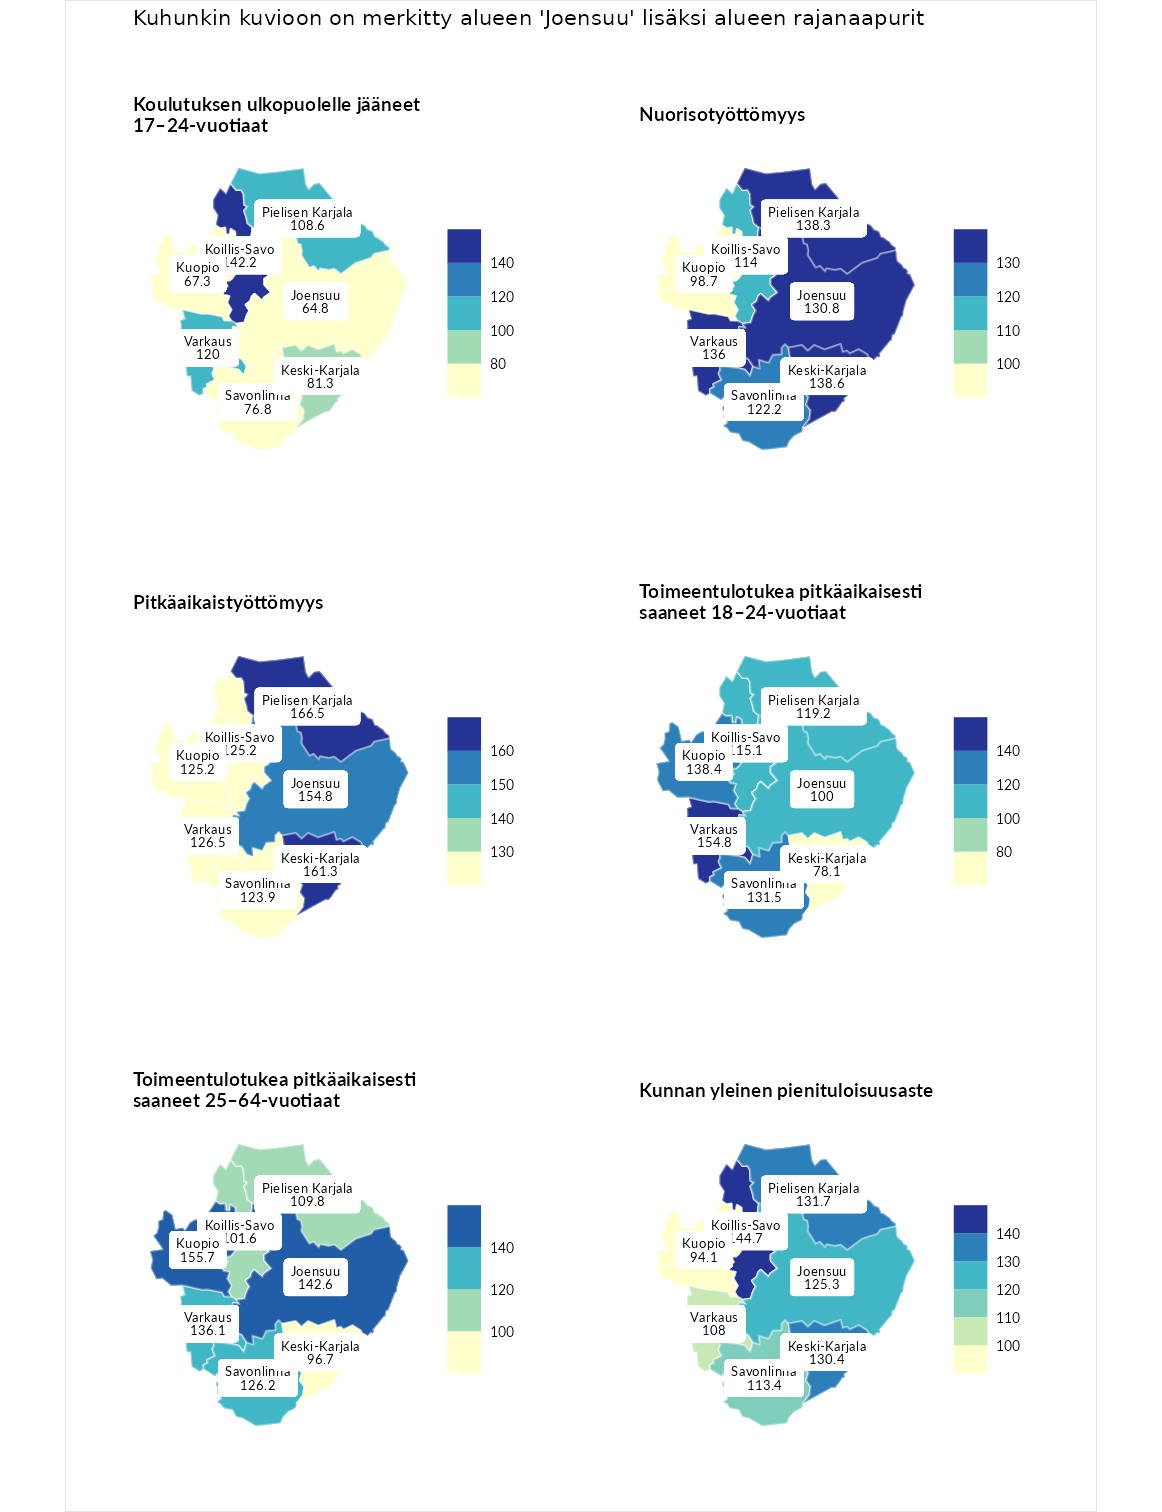 Kuhunkin kuvioon on merkitty alueen 'Joensuu' lisäksi alueen rajanaapurit
Koulutuksen ulkopuolelle jääneet
17–24-vuotiaat
Pielisen Karjala
108.6
Koillis-Savo
142.2
Kuopio
67.3
Joensuu
64.8
Varkaus
120
Keski-Karjala
81.3
Savonlinna
76.8
140
120
100
80
Nuorisotyöttömyys
Pielisen Karjala
138.3
Koillis-Savo
114
Kuopio
98.7
Joensuu
130.8
Varkaus
136
Keski-Karjala
138.6
Savonlinna
122.2
130
120
110
100
Pitkäaikaistyöttömyys
Pielisen Karjala
166.5
Koillis-Savo
125.2
Kuopio
125.2
Joensuu
154.8
Varkaus
126.5
Keski-Karjala
161.3
Savonlinna
123.9
160
150
140
130
Toimeentulotukea pitkäaikaisesti
saaneet 18–24-vuotiaat
Pielisen Karjala
119.2
Koillis-Savo
115.1
Kuopio
138.4
Joensuu
100
Varkaus
154.8
Keski-Karjala
78.1
Savonlinna
131.5
140
120
100
80
Toimeentulotukea pitkäaikaisesti
saaneet 25–64-vuotiaat
Pielisen Karjala
109.8
Koillis-Savo
101.6
Kuopio
155.7
Joensuu
142.6
Varkaus
136.1
Keski-Karjala
96.7
Savonlinna
126.2
140
120
100
Kunnan yleinen pienituloisuusaste
Pielisen Karjala
131.7
Koillis-Savo
144.7
Kuopio
94.1
Joensuu
125.3
Varkaus
108
Keski-Karjala
130.4
Savonlinna
113.4
140
130
120
110
100